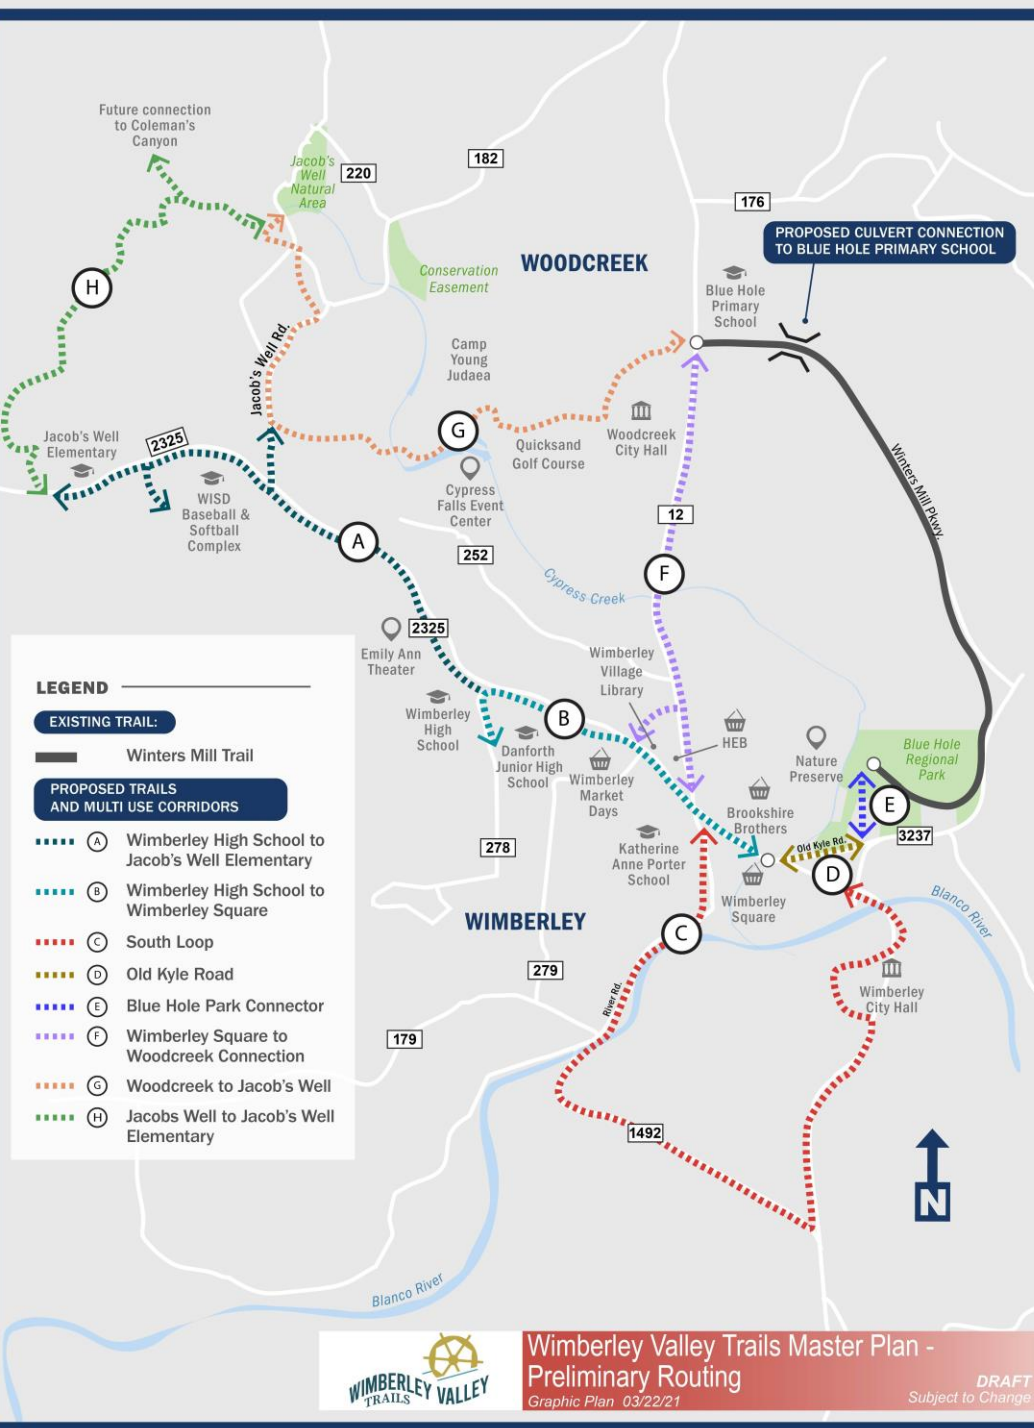 Future connection
to Coleman's
Canyon
Jacob's
Well
Natural
Area
220
182
176
PROPOSED CULVERT CONNECTION
TO BLUE HOLE PRIMARY SCHOOL
WOODCREEK
Conservation
Easement
Blue Hole
Primary
School
H
Jacob's Well Rd.
Camp
Young
Judaea
G
Quicksand
Golf Course
Woodcreek
City Hall
Jacob's Well
Elementary
2325
WISD
Baseball &
Softball
Complex
Cypress
Falls Event
Center
Winters Mill Pkwy.
12
A
252
F
Cypress Creek
2325
Emily Ann
Theater
Wimberley
Village
Library
Wimberley
High
School
B
Danforth
Junior High
School
Wimberley
Market
Days
HEB
Nature
Preserve
Blue Hole
Regional
Park
E
3237
Brookshire
Brothers
Old Kyle Rd.
D
278
Katherine
Anne Porter
School
Wimberley
Square
WIMBERLEY
C
Blanco River
279
River Rd.
Wimberley
City Hall
179
1492
Blanco River
N
LEGEND
EXISTING TRAIL:
Winters Mill Trail
PROPOSED TRAILS
AND MULTI USE CORRIDORS
A Wimberley High School to
Jacob's Well Elementary
B Wimberley High School to
Wimberley Square
C South Loop
D Old Kyle Road
E Blue Hole Park Connector
F Wimberley Square to
Woodcreek Connection
G Woodcreek to Jacob's Well
H Jacobs Well to Jacob's Well
Elementary
WIMBERLEY VALLEY
TRAILS
Wimberley Valley Trails Master Plan -
Preliminary Routing
Graphic Plan 03/22/21
DRAFT
Subject to Change